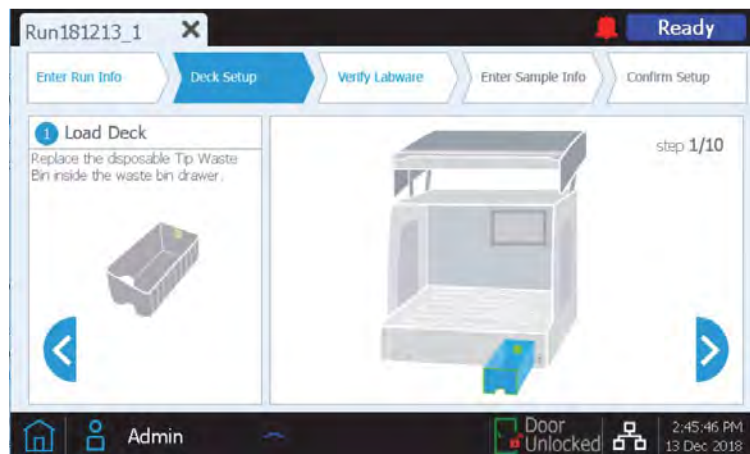 Run181213_1
Ready
Enter Run Info
Deck Setup
Verify Labware
Enter Sample Info
Confirm Setup
1 Load Deck
Replace the disposable Tip Waste
Bin inside the waste bin drawer.
step 1/10
Admin
Door
Unlocked
2:45:46 PM
13 Dec 2018